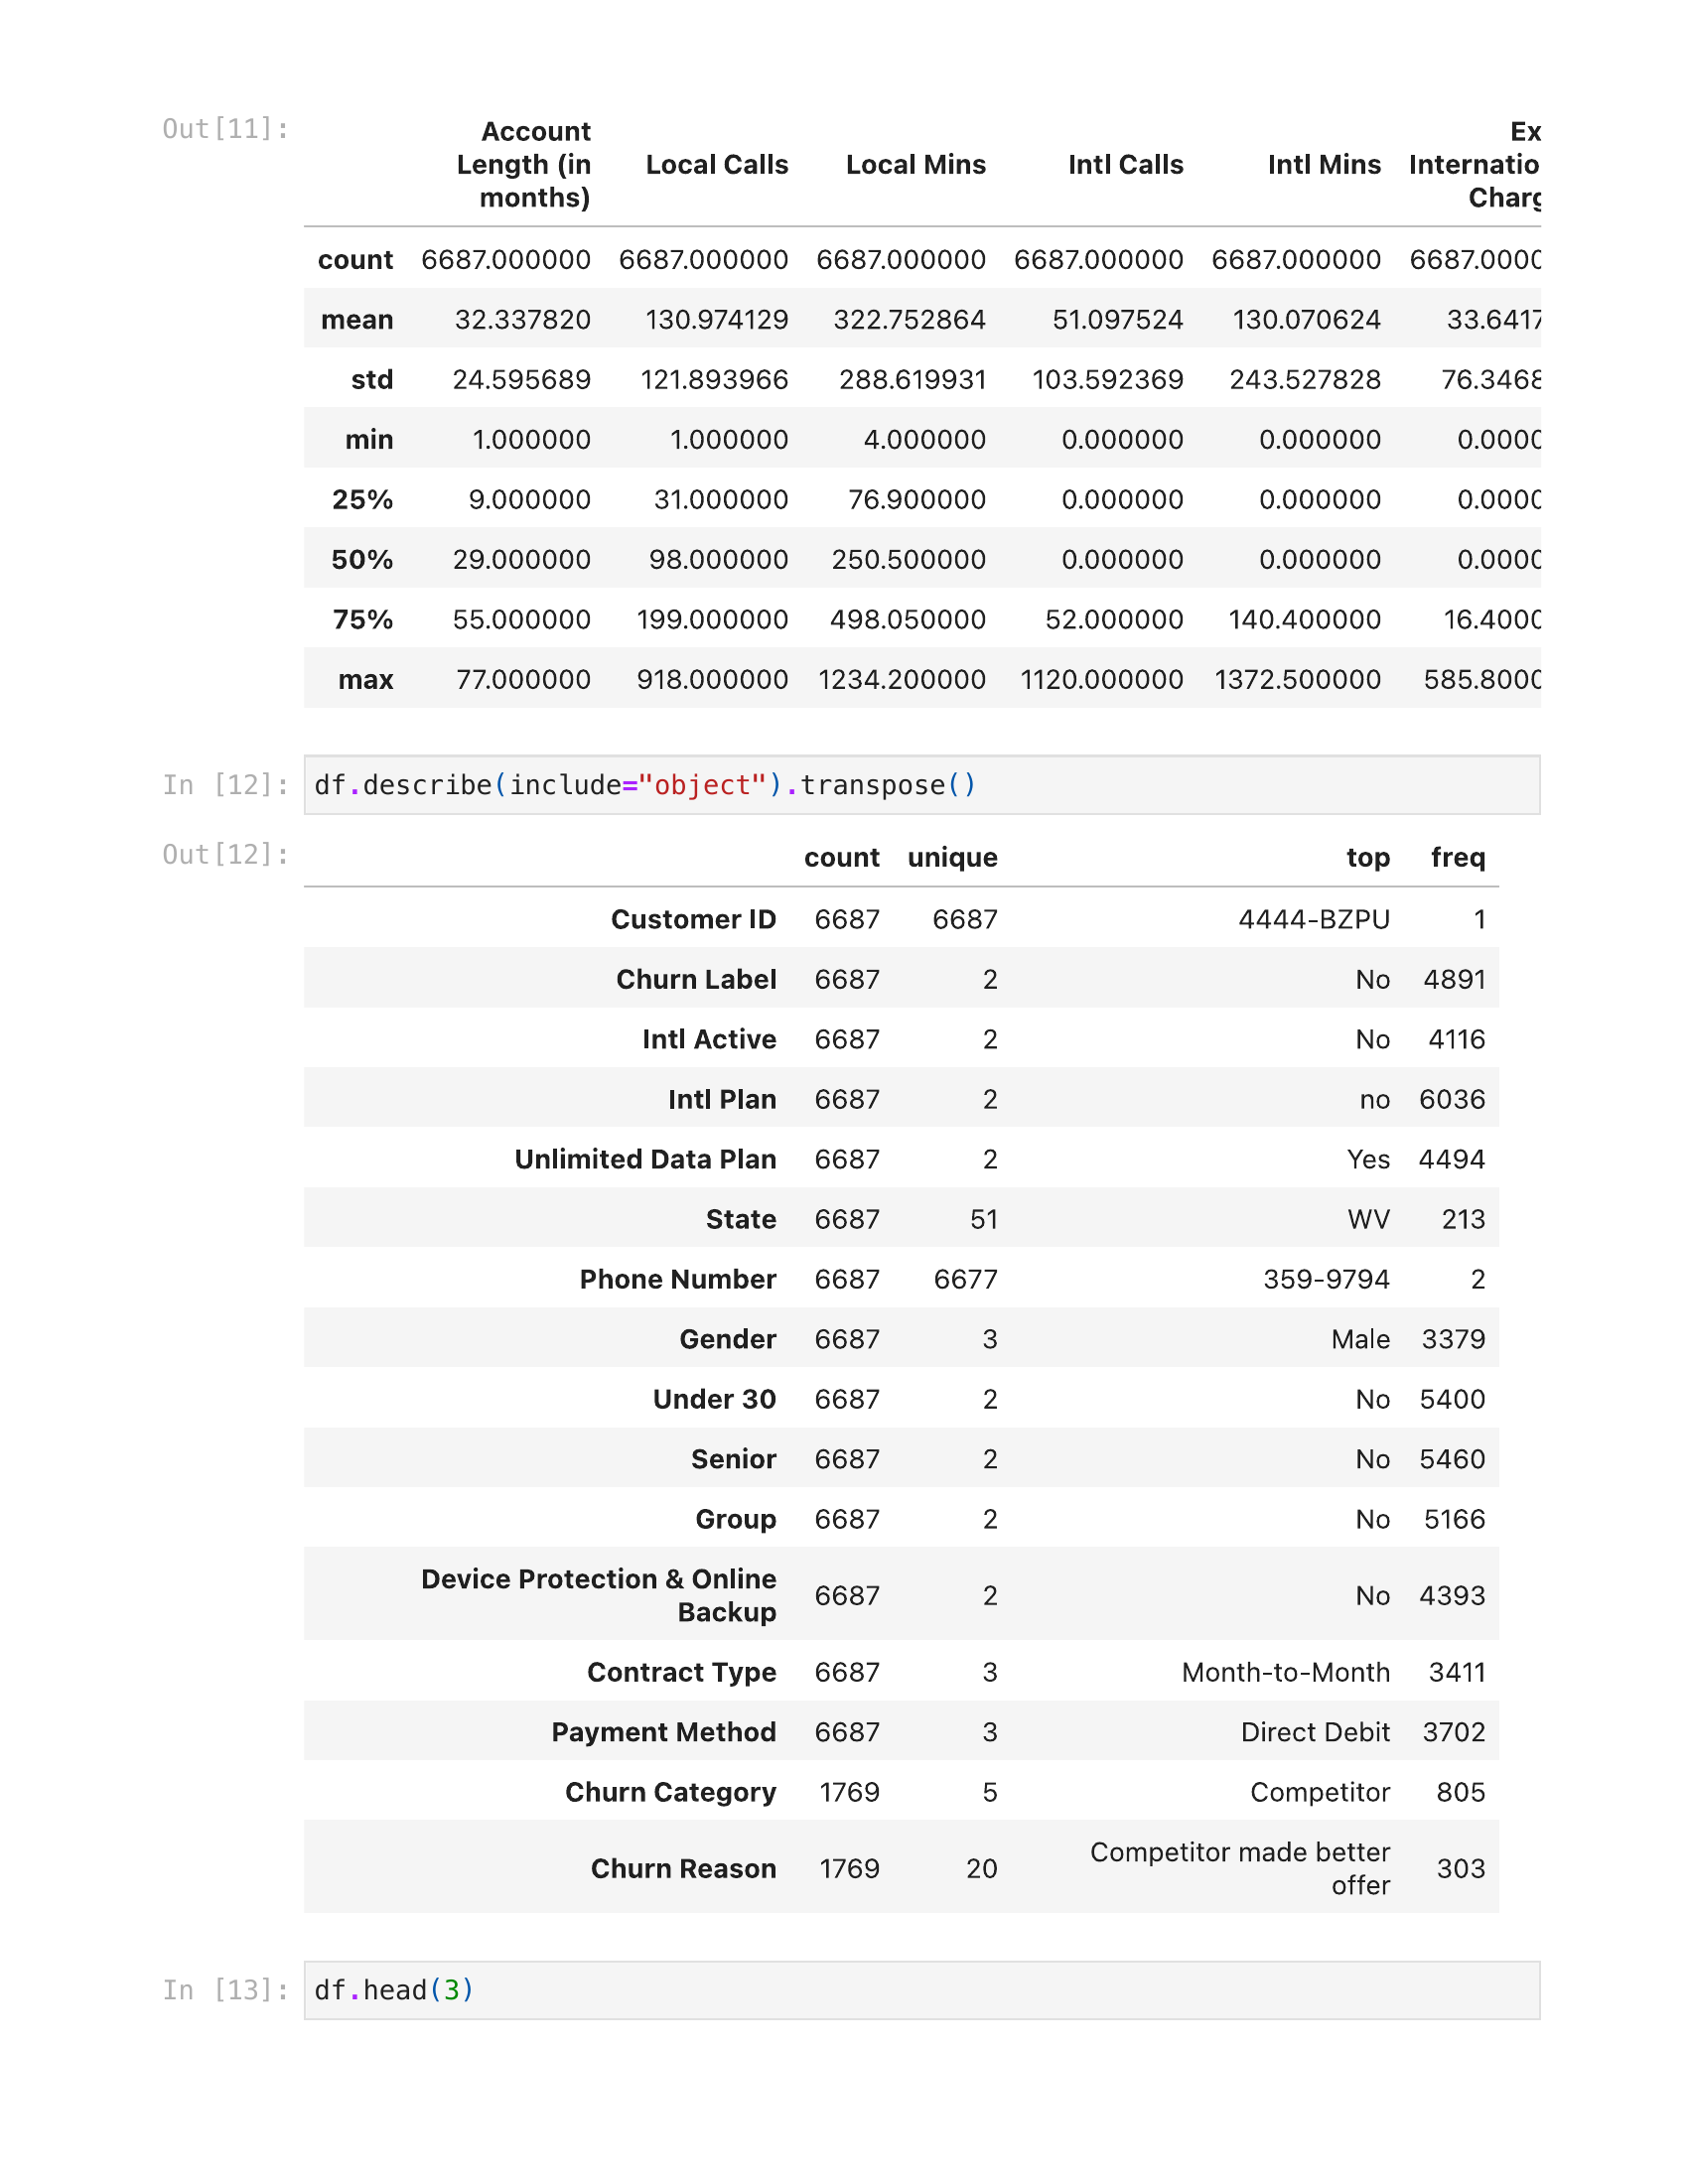 Out[11]:
Account Length (in months) Local Calls Local Mins Intl Calls Intl Mins Ex Internatio Charg
count 6687.000000 6687.000000 6687.000000 6687.000000 6687.000000 6687.0000
mean 32.337820 130.974129 322.752864 51.097524 130.070624 33.6417
std 24.595689 121.893966 288.619931 103.592369 243.527828 76.3468
min 1.000000 1.000000 4.000000 0.000000 0.000000 0.0000
25% 9.000000 31.000000 76.900000 0.000000 0.000000 0.0000
50% 29.000000 98.000000 250.500000 0.000000 0.000000 0.0000
75% 55.000000 199.000000 498.050000 52.000000 140.400000 16.4000
max 77.000000 918.000000 1234.200000 1120.000000 1372.500000 585.8000
In [12]: df.describe(include="object").transpose()
Out[12]:
count unique top freq
Customer ID 6687 6687 4444-BZPU 1
Churn Label 6687 2 No 4891
Intl Active 6687 2 No 4116
Intl Plan 6687 2 no 6036
Unlimited Data Plan 6687 2 Yes 4494
State 6687 51 WV 213
Phone Number 6687 6677 359-9794 2
Gender 6687 3 Male 3379
Under 30 6687 2 No 5400
Senior 6687 2 No 5460
Group 6687 2 No 5166
Device Protection & Online Backup 6687 2 No 4393
Contract Type 6687 3 Month-to-Month 3411
Payment Method 6687 3 Direct Debit 3702
Churn Category 1769 5 Competitor 805
Churn Reason 1769 20 Competitor made better offer 303
In [13]: df.head(3)